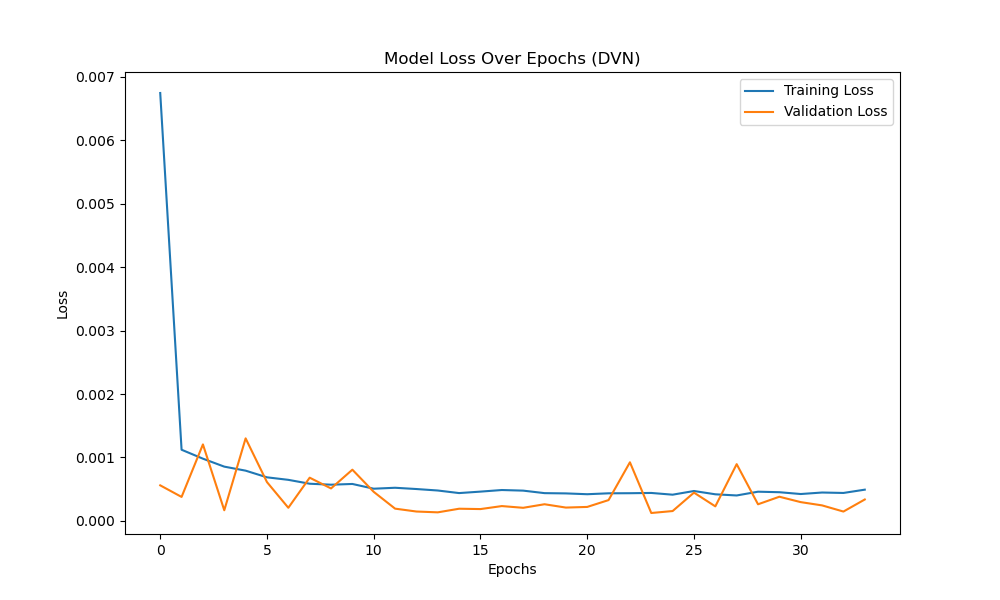 Model Loss Over Epochs (DVN)
Training Loss
Validation Loss
Loss
0.007
0.006
0.005
0.004
0.003
0.002
0.001
0.000
0 5 10 15 20 25 30
Epochs